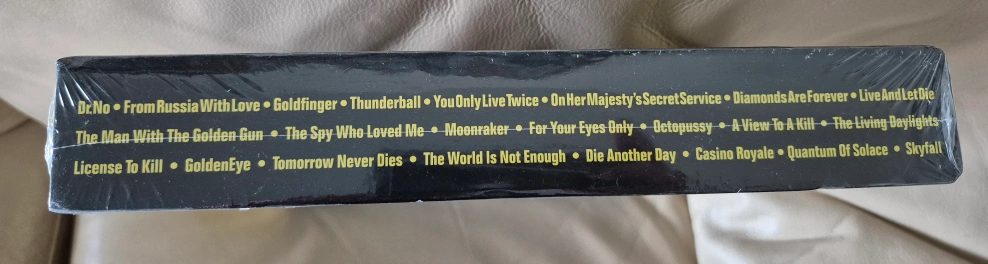 Dr. No • From Russia With Love • Goldfinger • Thunderball • You Only Live Twice • On Her Majesty's Secret Service • Diamonds Are Forever • Live And Let Die
The Man With The Golden Gun • The Spy Who Loved Me • Moonraker • For Your Eyes Only • Octopussy • A View To A Kill • The Living Daylights
License To Kill • GoldenEye • Tomorrow Never Dies • The World Is Not Enough • Die Another Day • Casino Royale • Quantum Of Solace • Skyfall